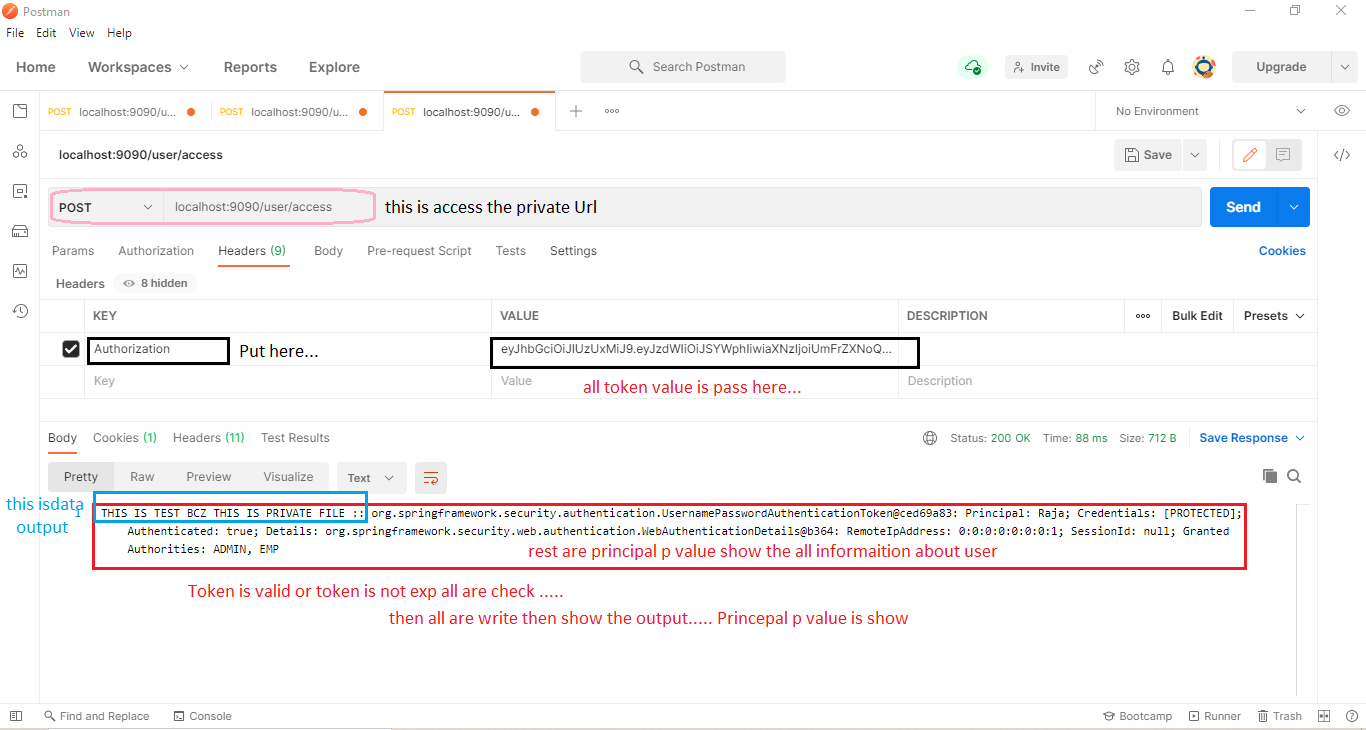 Postman
File Edit View Help
Home Workspaces Reports Explore Search Postman Invite Upgrade
POST localhost:9090/u... POST localhost:9090/u... POST localhost:9090/u... No Environment
localhost:9090/user/access Save
POST localhost:9090/user/access this is access the private Url Send
Params Authorization Headers (9) Body Pre-request Script Tests Settings Cookies
Headers 8 hidden
KEY VALUE DESCRIPTION Bulk Edit Presets
Authorization Put here... eyJhbGciOiJIUzUxMiJ9.eyJzdWIiOiJSYWphIiwiaXNzIjoiUmFrZXNoQ...
Key Value Description
all token value is pass here...
Body Cookies (1) Headers (11) Test Results Status: 200 OK Time: 88 ms Size: 712 B Save Response
Pretty Raw Preview Visualize Text
this isdata
output
1 THIS IS TEST BCZ THIS IS PRIVATE FILE :: org.springframework.security.authentication.UsernamePasswordAuthenticationToken@ced69a83: Principal: Raja; Credentials: [PROTECTED];
Authenticated: true; Details: org.springframework.security.web.authentication.WebAuthenticationDetails@b364: RemoteIpAddress: 0:0:0:0:0:0:0:1; SessionId: null; Granted
Authorities: ADMIN, EMP
rest are principal p value show the all informaition about user
Token is valid or token is not exp all are check .....
then all are write then show the output..... Princepal p value is show
Find and Replace Console Bootcamp Runner Trash